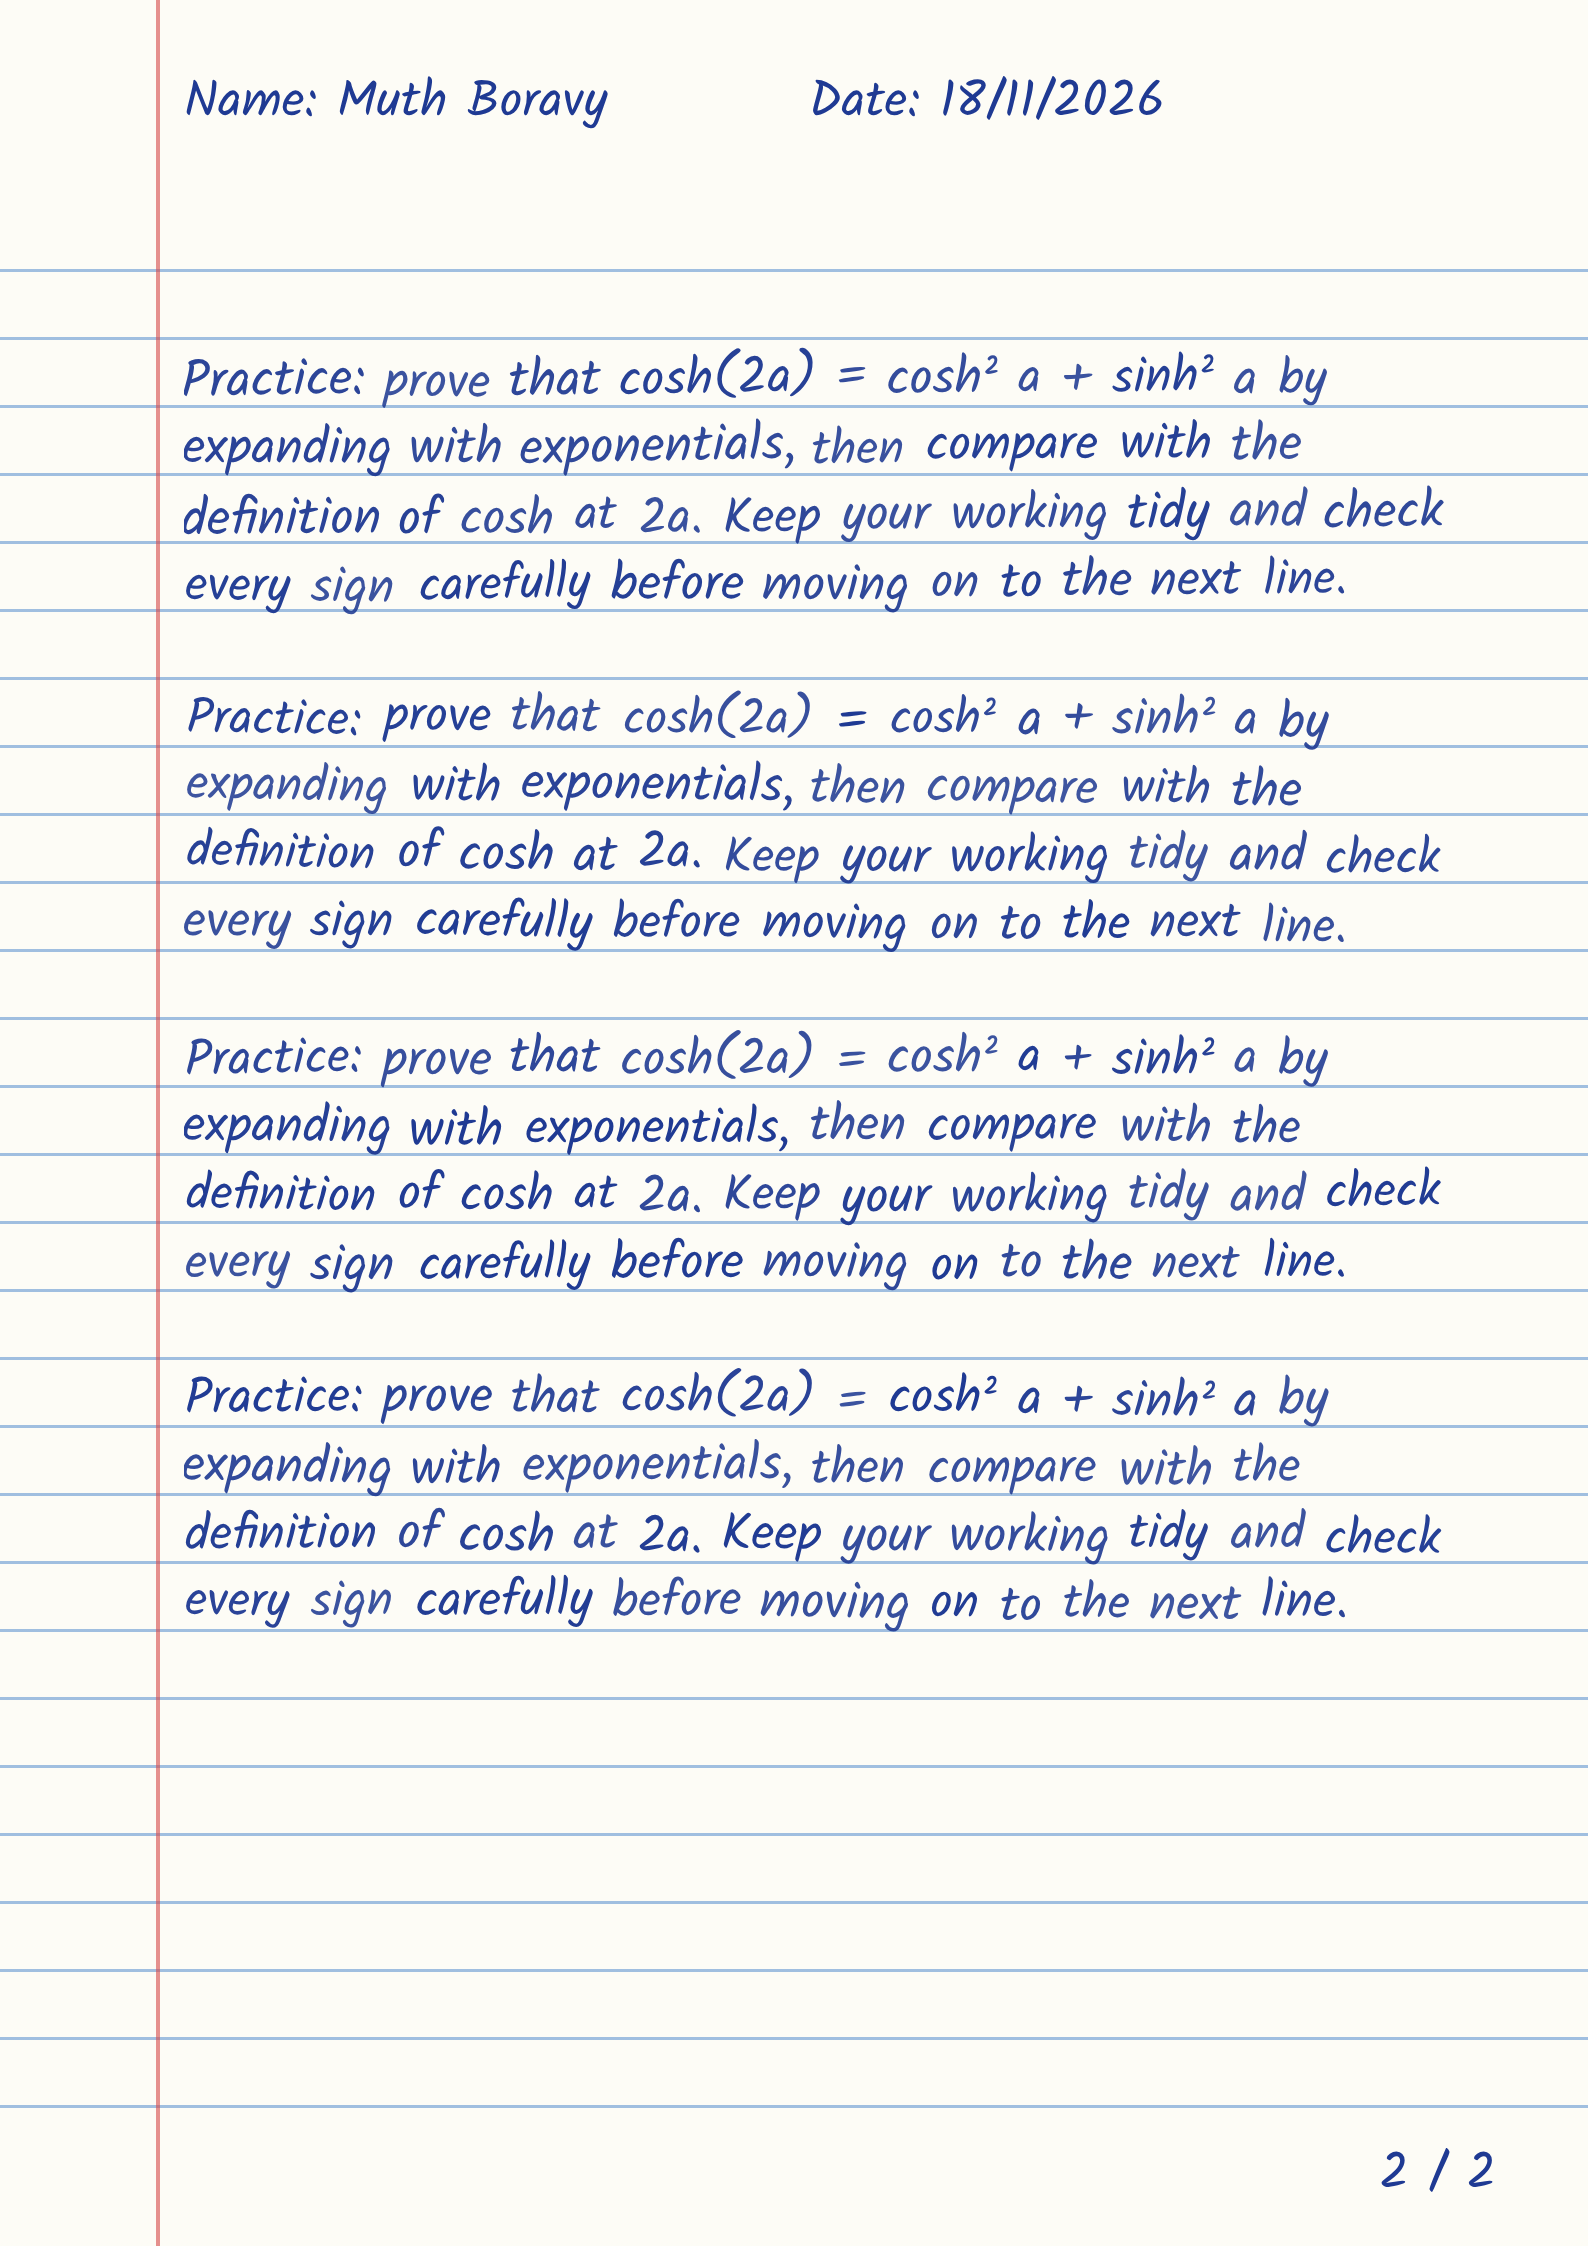 Name: Muth Boravy Date: 18/11/2026
Practice: prove that cosh(2a) = cosh² a + sinh² a by
expanding with exponentials, then compare with the
definition of cosh at 2a. Keep your working tidy and check
every sign carefully before moving on to the next line.
Practice: prove that cosh(2a) = cosh² a + sinh² a by
expanding with exponentials, then compare with the
definition of cosh at 2a. Keep your working tidy and check
every sign carefully before moving on to the next line.
Practice: prove that cosh(2a) = cosh² a + sinh² a by
expanding with exponentials, then compare with the
definition of cosh at 2a. Keep your working tidy and check
every sign carefully before moving on to the next line.
Practice: prove that cosh(2a) = cosh² a + sinh² a by
expanding with exponentials, then compare with the
definition of cosh at 2a. Keep your working tidy and check
every sign carefully before moving on to the next line.
2 / 2